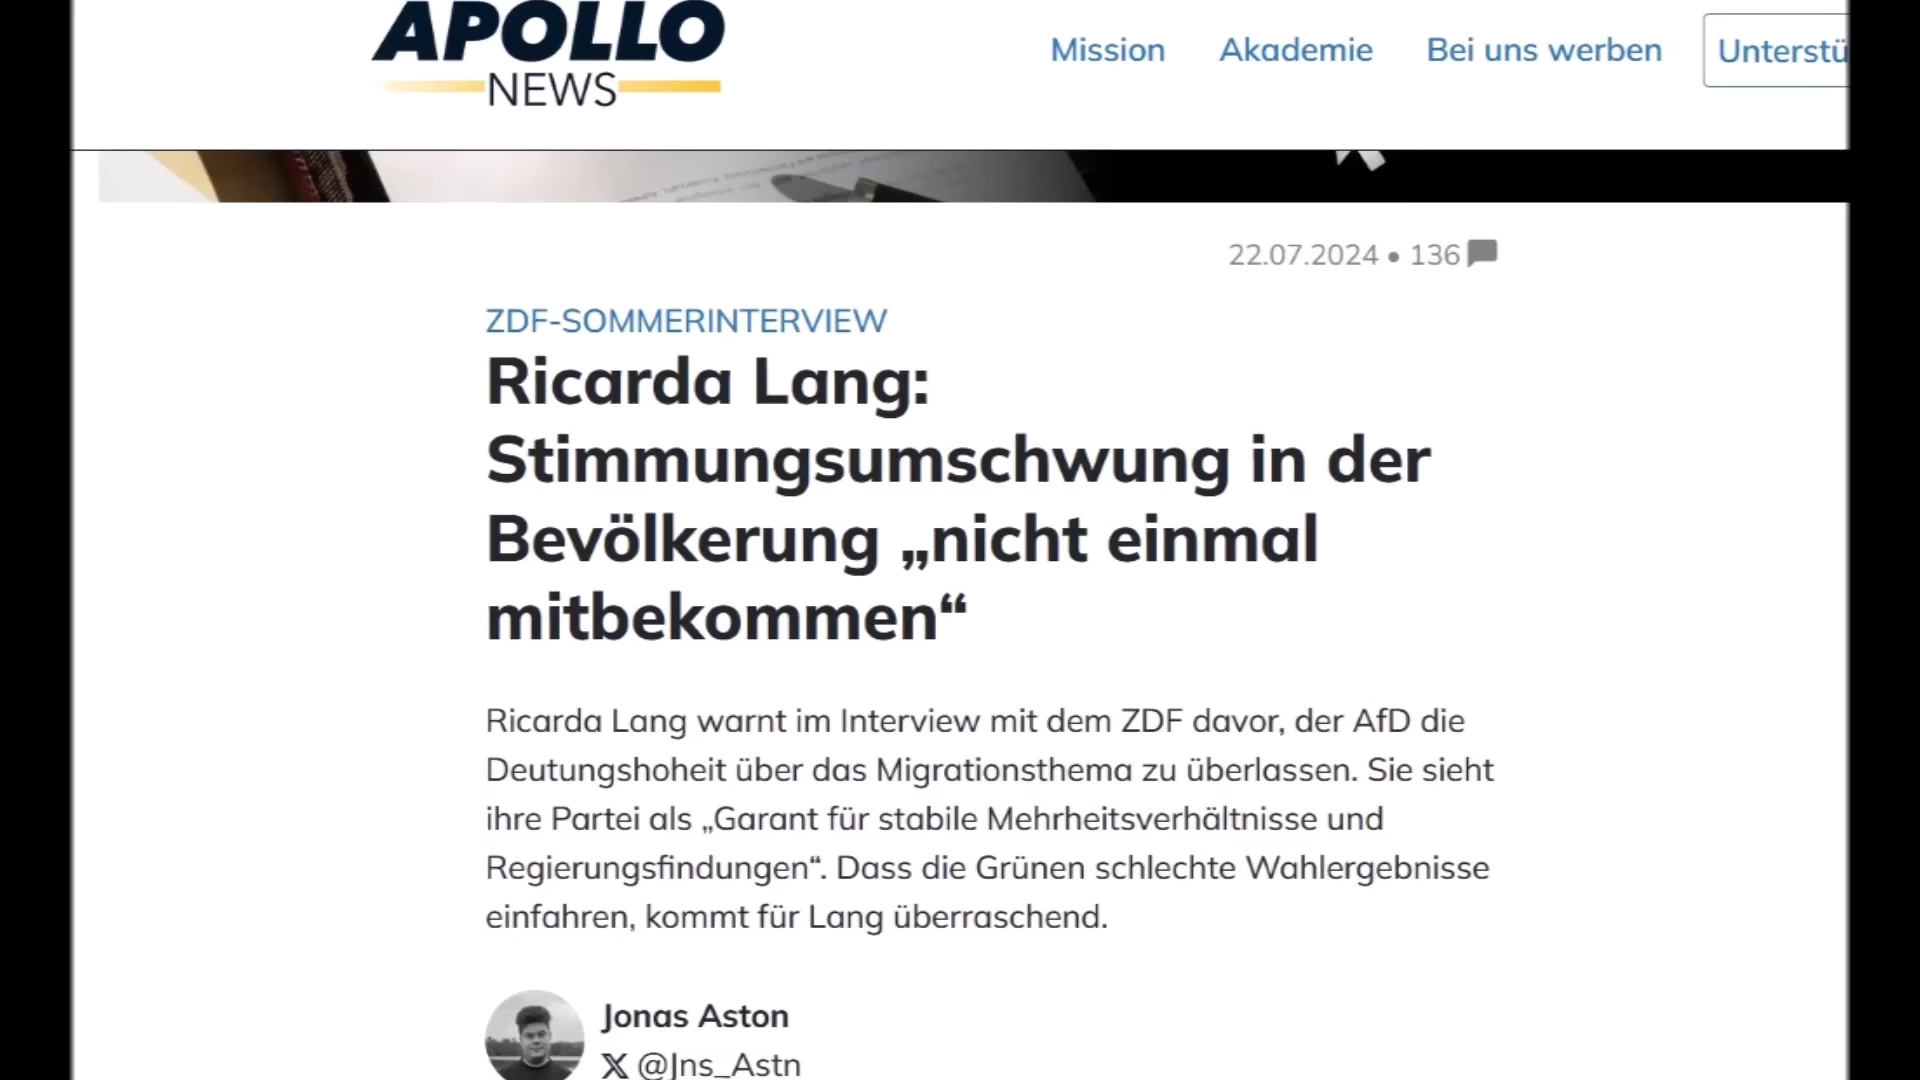 APOLLO
NEWS
Mission
Akademie
Bei uns werben
Unterstü
22.07.2024 • 136
ZDF-SOMMERINTERVIEW
Ricarda Lang:
Stimmungsumschwung in der
Bevölkerung „nicht einmal
mitbekommen“
Ricarda Lang warnt im Interview mit dem ZDF davor, der AfD die
Deutungshoheit über das Migrationsthema zu überlassen. Sie sieht
ihre Partei als „Garant für stabile Mehrheitsverhältnisse und
Regierungsfindungen“. Dass die Grünen schlechte Wahlergebnisse
einfahren, kommt für Lang überraschend.
Jonas Aston
X @Jns_Astn